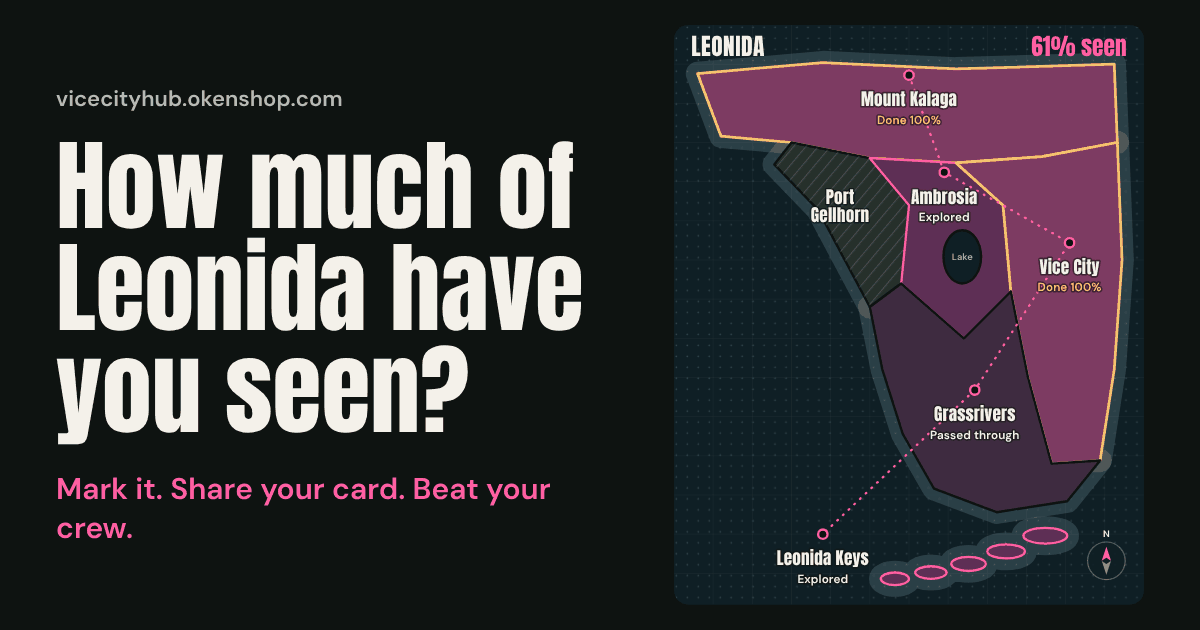 vicecityhub.okenshop.com
How much of
Leonida have
you seen?
Mark it. Share your card. Beat your
crew.
LEONIDA
61% seen
Mount Kalaga
Done 100%
Port
Gellhorn
Ambrosia
Explored
Lake
Vice City
Done 100%
Grassrivers
Passed through
Leonida Keys
Explored
N